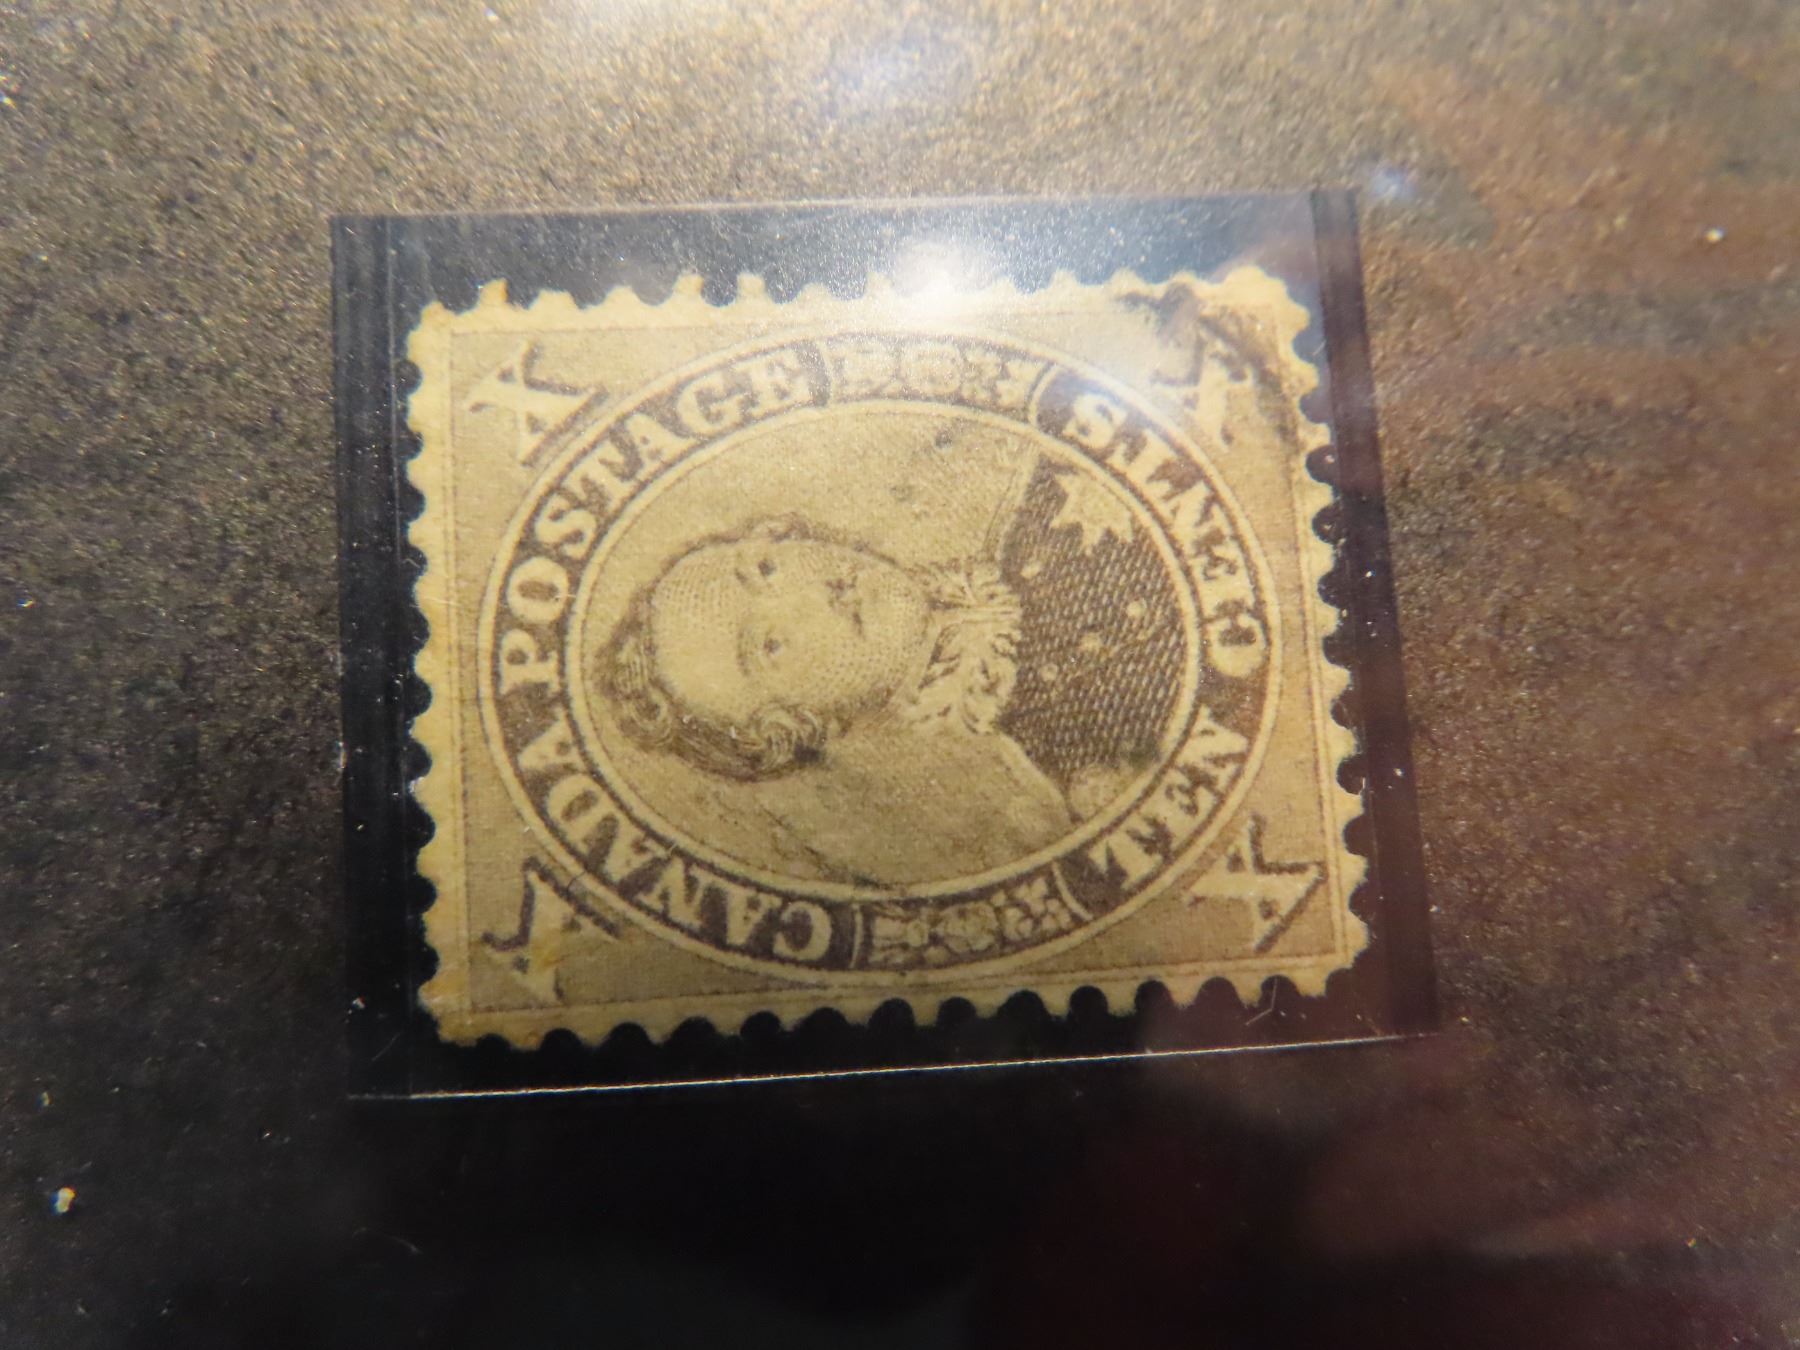 X X
CANADA POSTAGE
TEN CENTS
X X